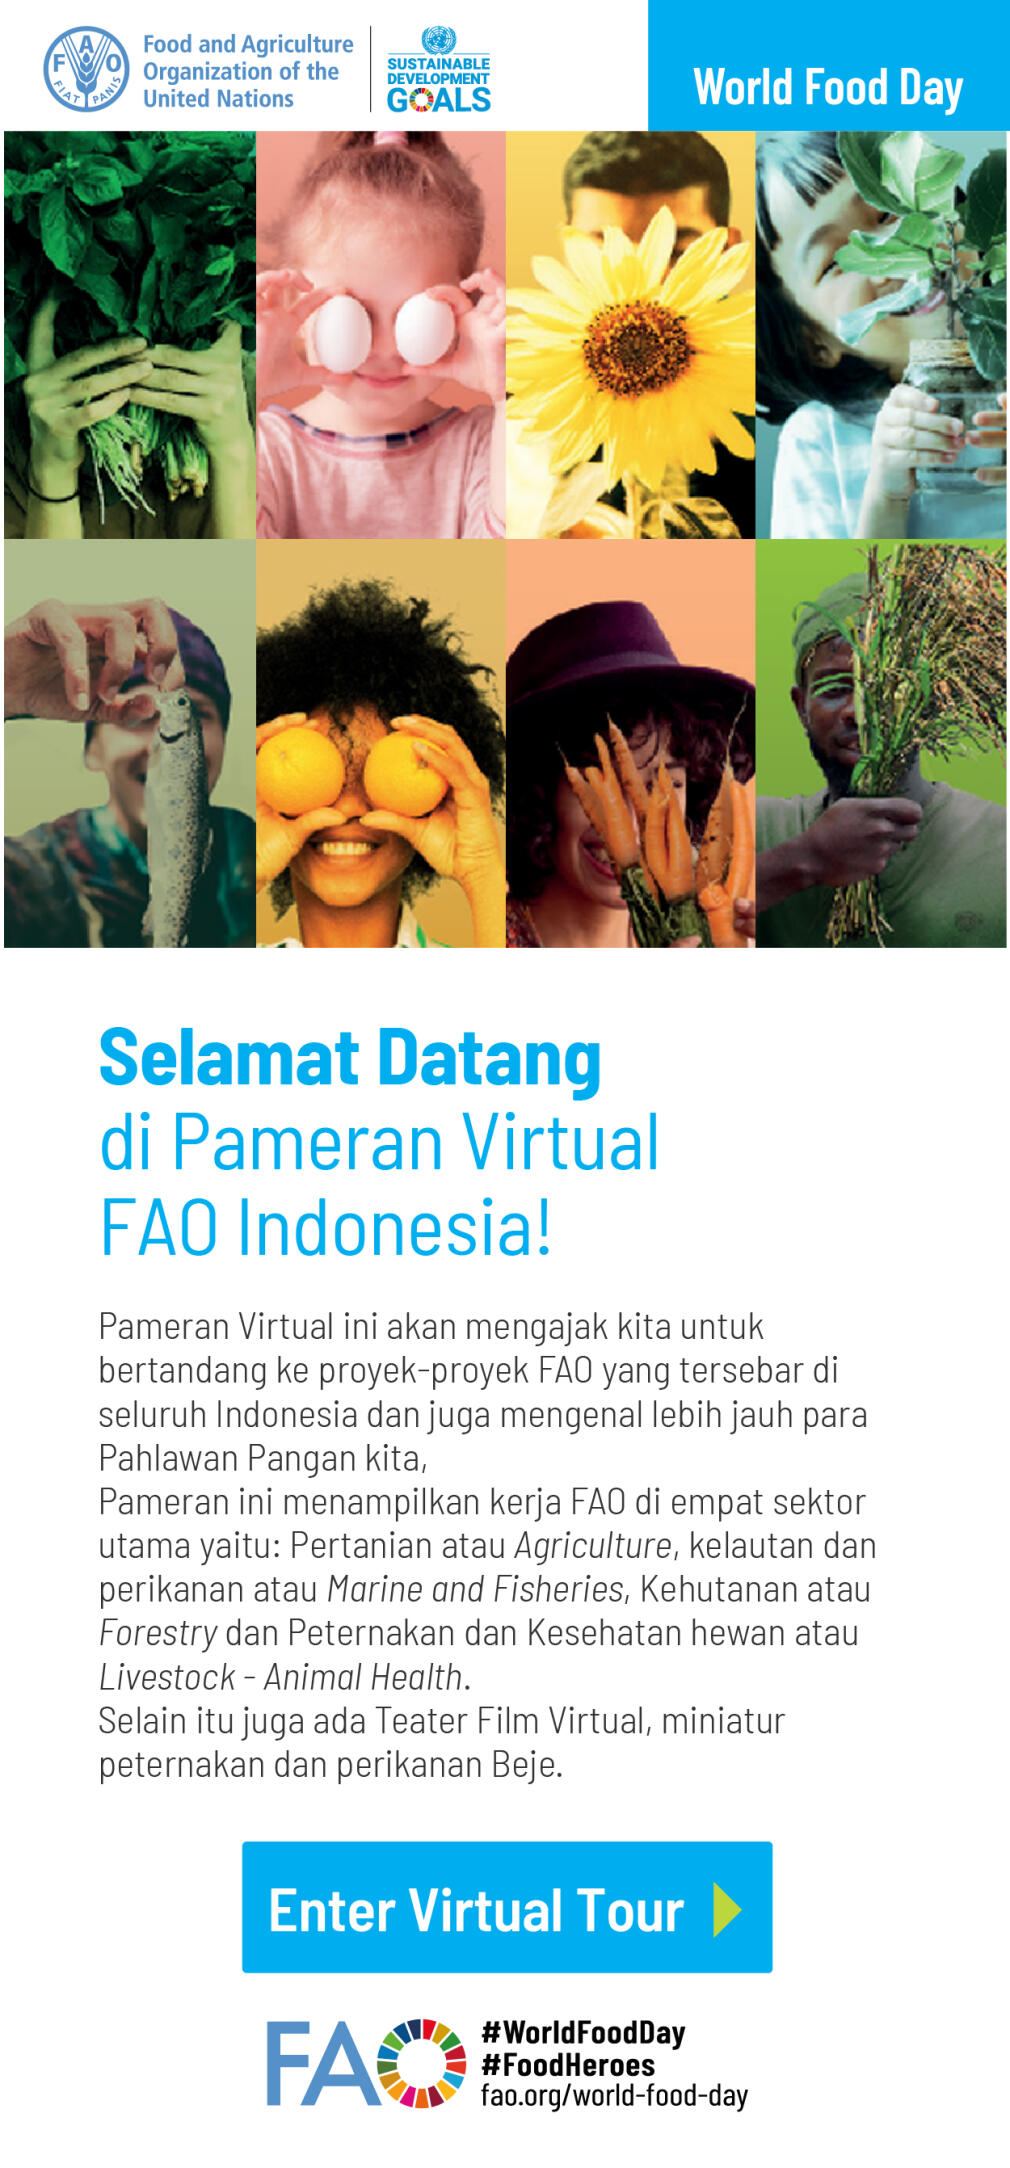 Food and Agriculture
Organization of the
United Nations
SUSTAINABLE
DEVELOPMENT
GOALS
World Food Day
F A O
FIAT PANIS
Selamat Datang
di Pameran Virtual
FAO Indonesia!
Pameran Virtual ini akan mengajak kita untuk
bertandang ke proyek-proyek FAO yang tersebar di
seluruh Indonesia dan juga mengenal lebih jauh para
Pahlawan Pangan kita,
Pameran ini menampilkan kerja FAO di empat sektor
utama yaitu: Pertanian atau Agriculture, kelautan dan
perikanan atau Marine and Fisheries, Kehutanan atau
Forestry dan Peternakan dan Kesehatan hewan atau
Livestock - Animal Health.
Selain itu juga ada Teater Film Virtual, miniatur
peternakan dan perikanan Beje.
Enter Virtual Tour
FAO
#WorldFoodDay
#FoodHeroes
fao.org/world-food-day